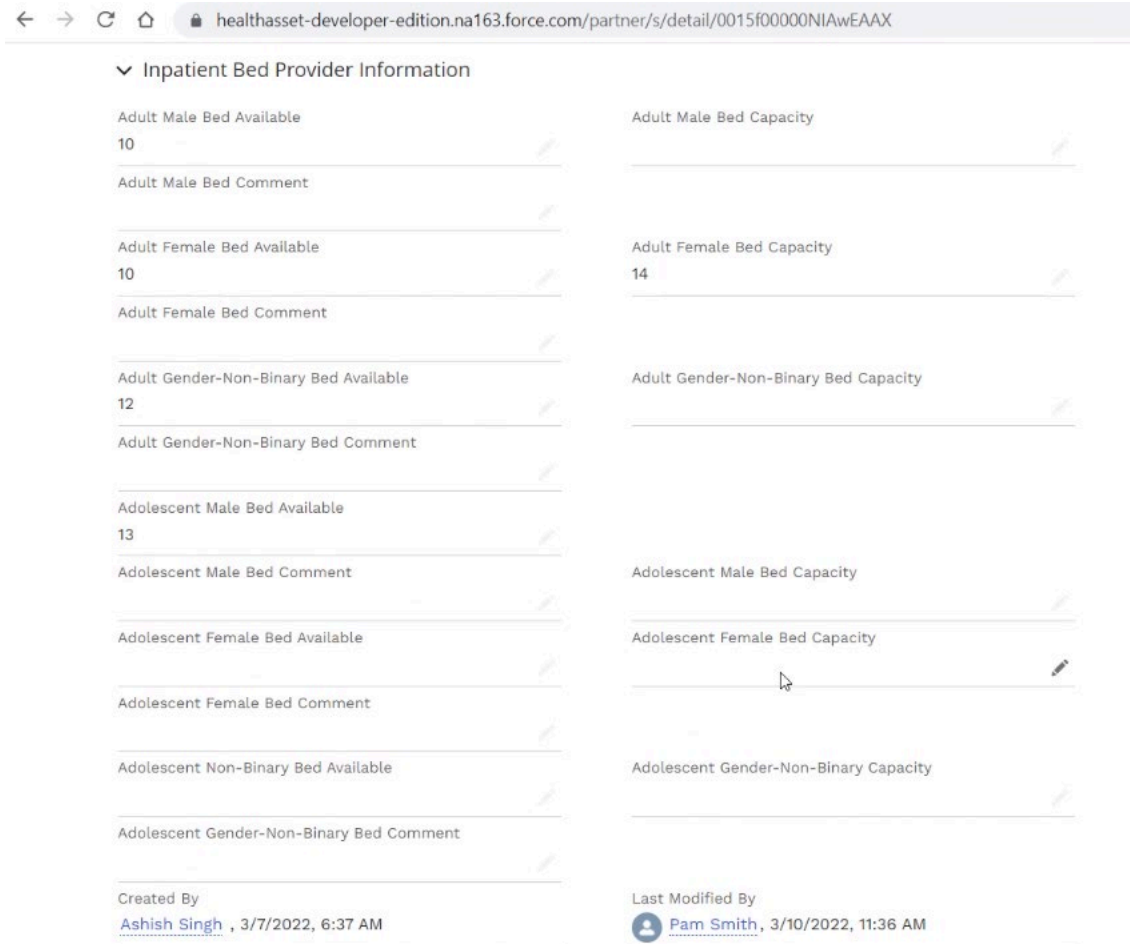 healthasset-developer-edition.na163.force.com/partner/s/detail/0015f00000NIAwEAAX
Inpatient Bed Provider Information
Adult Male Bed Available
Adult Male Bed Capacity
10
Adult Male Bed Comment
Adult Female Bed Available
Adult Female Bed Capacity
10
14
Adult Female Bed Comment
Adult Gender-Non-Binary Bed Available
Adult Gender-Non-Binary Bed Capacity
12
Adult Gender-Non-Binary Bed Comment
Adolescent Male Bed Available
13
Adolescent Male Bed Comment
Adolescent Male Bed Capacity
Adolescent Female Bed Available
Adolescent Female Bed Capacity
Adolescent Female Bed Comment
Adolescent Non-Binary Bed Available
Adolescent Gender-Non-Binary Capacity
Adolescent Gender-Non-Binary Bed Comment
Created By
Last Modified By
Ashish Singh , 3/7/2022, 6:37 AM
Pam Smith, 3/10/2022, 11:36 AM